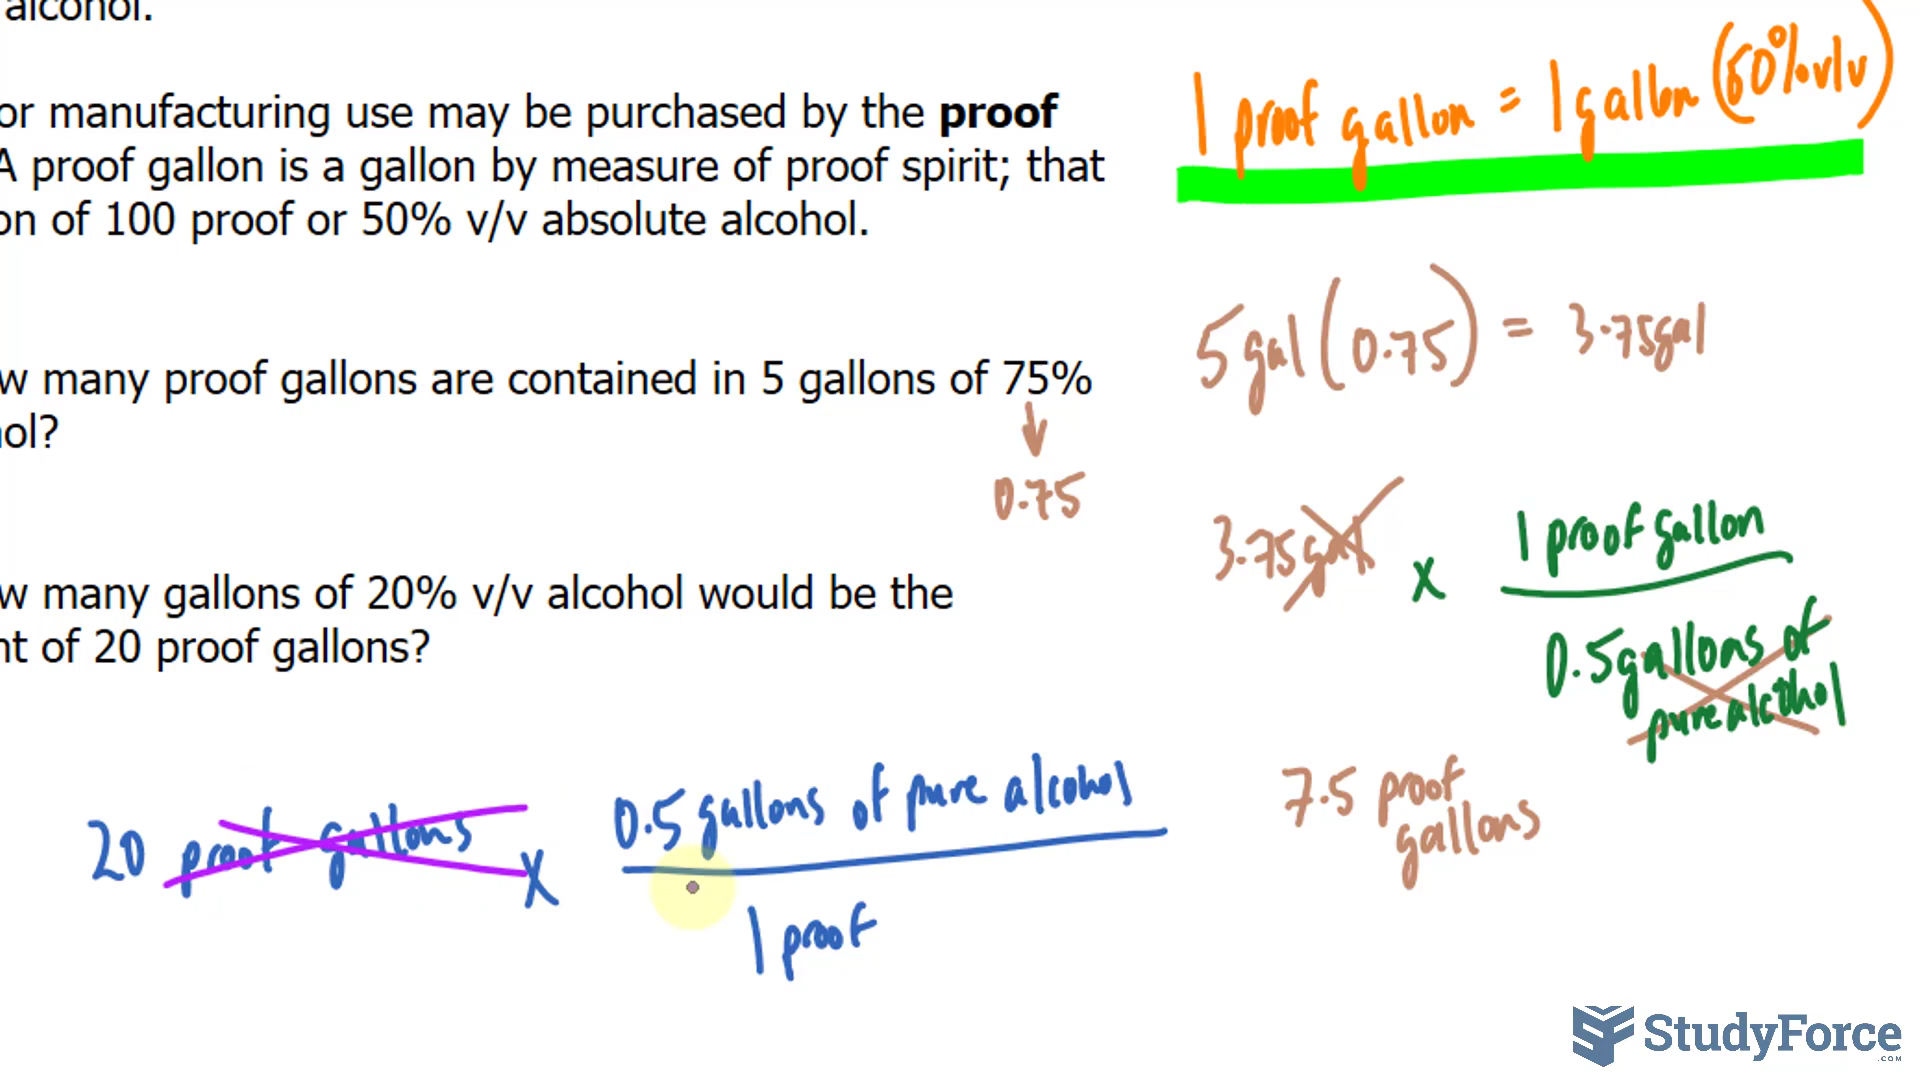 alcohol.
or manufacturing use may be purchased by the proof
A proof gallon is a gallon by measure of proof spirit; that
on of 100 proof or 50% v/v absolute alcohol.
w many proof gallons are contained in 5 gallons of 75%
ol?
0.75
w many gallons of 20% v/v alcohol would be the
nt of 20 proof gallons?
20 proof gallons x 0.5 gallons of pure alcohol
1 proof
1 proof gallon = 1 gallon (50% v/v)
5 gal (0.75) = 3.75 gal
3.75 gal x 1 proof gallon
0.5 gallons of
pure alcohol
7.5 proof
gallons
StudyForce
.COM